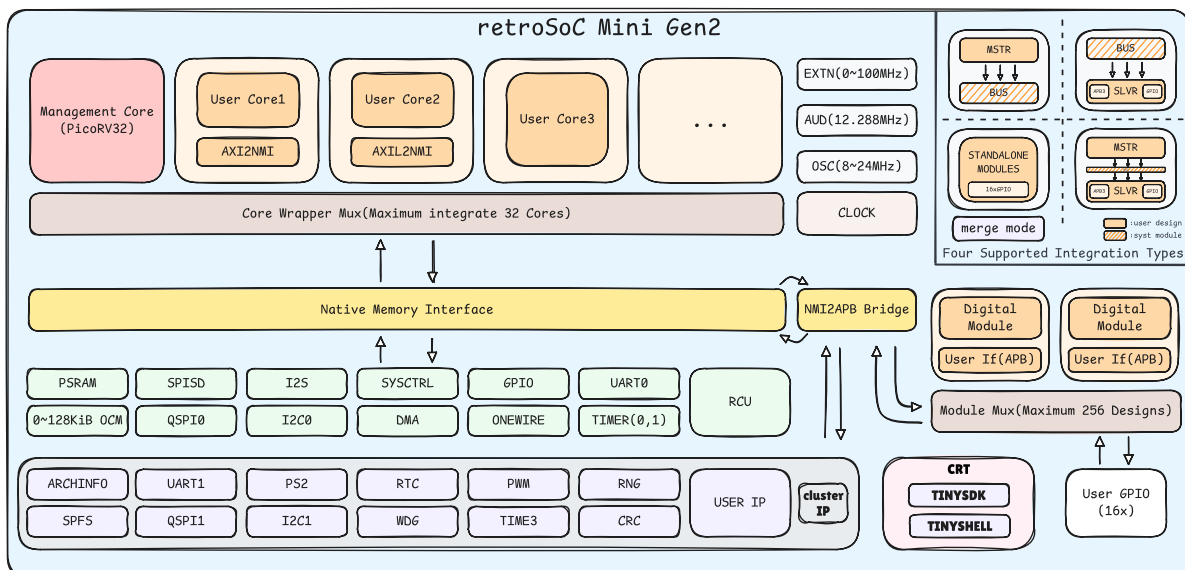 retroSoC Mini Gen2
Management Core
(PicoRV32)
User Core1
AXI2NMI
User Core2
AXIL2NMI
User Core3
...
EXTN(0~100MHz)
AUD(12.288MHz)
OSC(8~24MHz)
CLOCK
Core Wrapper Mux(Maximum integrate 32 Cores)
MSTR
BUS
BUS
APB3
SLVR
GPIO
STANDALONE
MODULES
16xGPIO
MSTR
APB3
SLVR
GPIO
merge mode
:user design
:syst module
Four Supported Integration Types
Native Memory Interface
NMI2APB Bridge
Digital
Module
User If(APB)
Digital
Module
User If(APB)
Module Mux(Maximum 256 Designs)
User GPIO
(16x)
PSRAM
SPISD
I2S
SYSCTRL
GPIO
UART0
RCU
0~128KiB OCM
QSPI0
I2C0
DMA
ONEWIRE
TIMER(0,1)
ARCHINFO
UART1
PS2
RTC
PWM
RNG
USER IP
cluster
IP
SPFS
QSPI1
I2C1
WDG
TIME3
CRC
CRT
TINYSDK
TINYSHELL